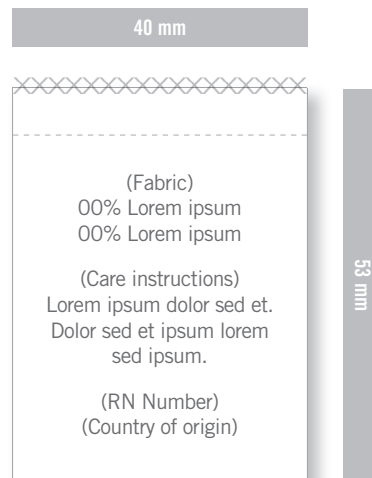 40 mm
(Fabric)
00% Lorem ipsum
00% Lorem ipsum
(Care instructions)
Lorem ipsum dolor sed et.
Dolor sed et ipsum lorem
sed ipsum.
(RN Number)
(Country of origin)
53 mm